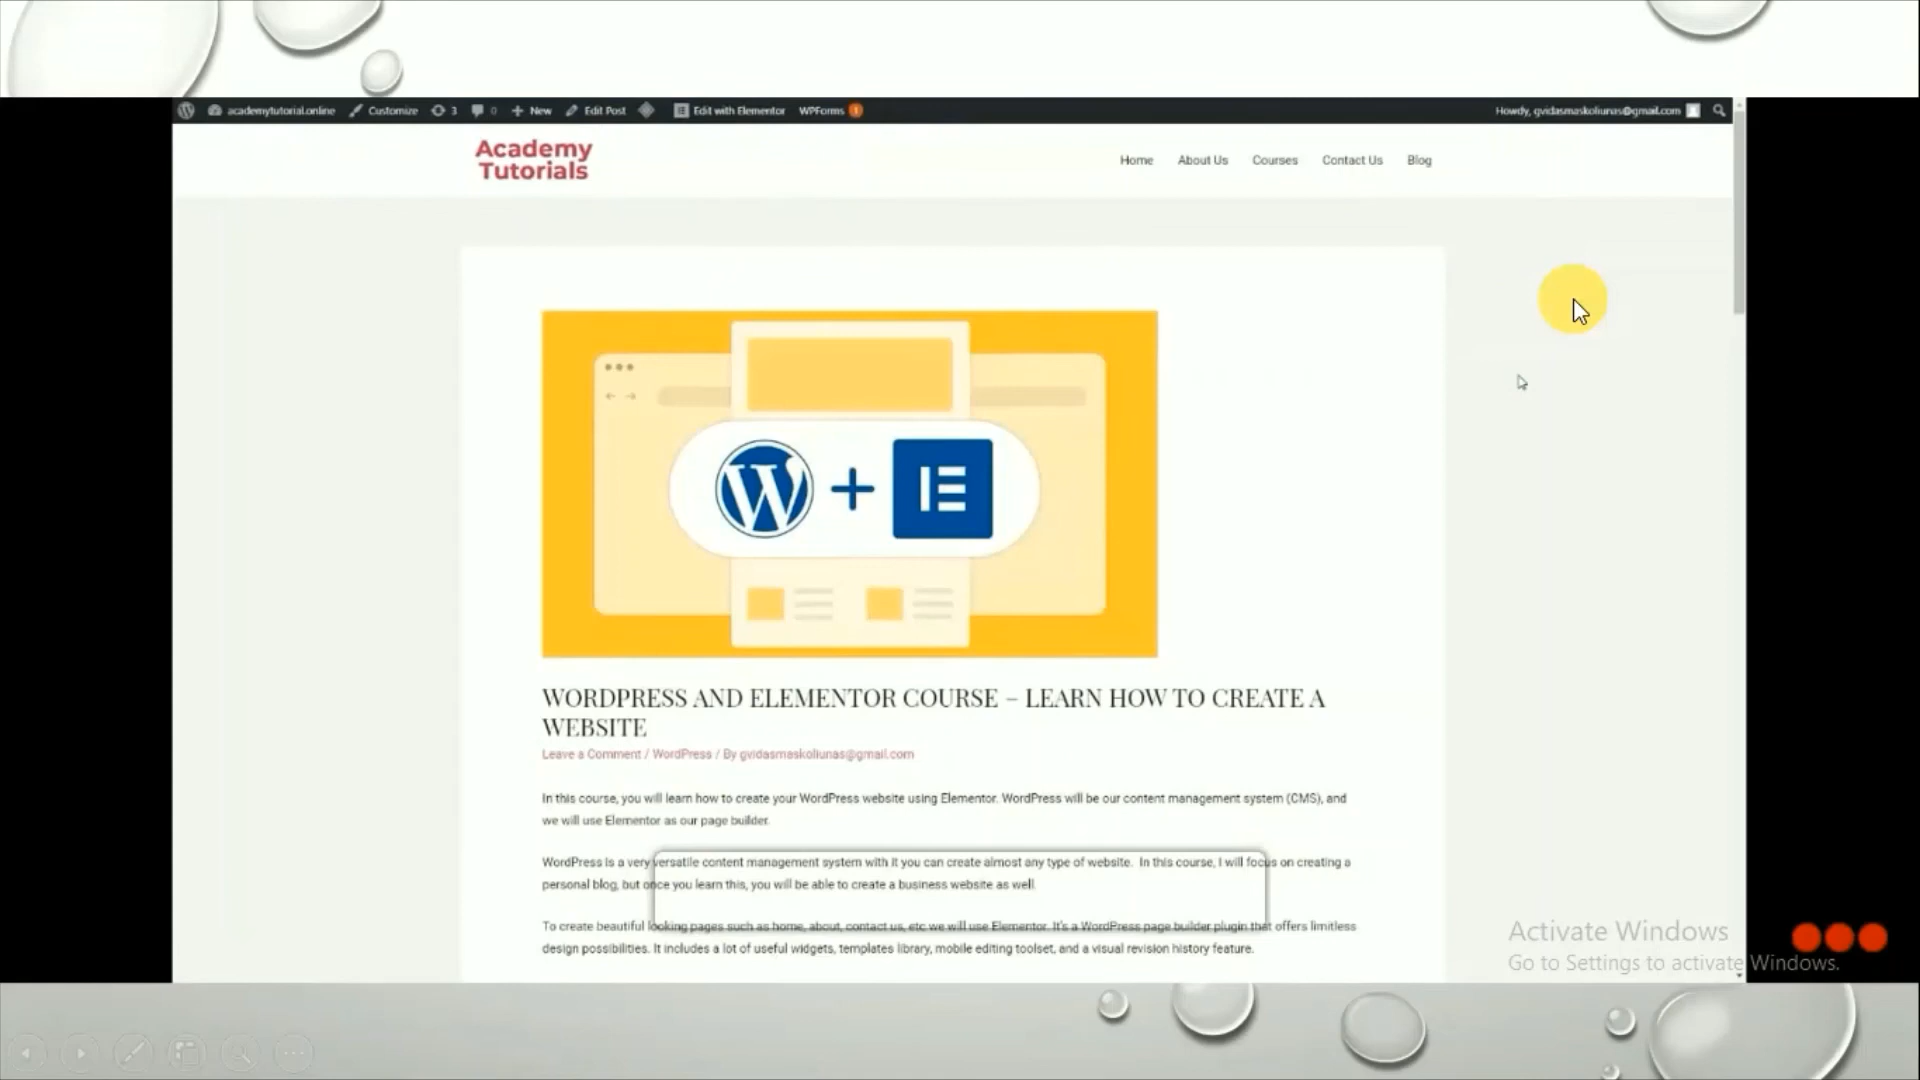 academytutorial.online Customize 3 0 New Edit Post Edit with Elementor WPForms 1 Howdy, gvidasmaskoliunas@gmail.com
Academy
Tutorials
Home About Us Courses Contact Us Blog
WORDPRESS AND ELEMENTOR COURSE – LEARN HOW TO CREATE A
WEBSITE
Leave a Comment / WordPress / By gvidasmaskoliunas@gmail.com
In this course, you will learn how to create your WordPress website using Elementor. WordPress will be our content management system (CMS), and
we will use Elementor as our page builder.
WordPress is a very versatile content management system with it you can create almost any type of website. In this course, I will focus on creating a
personal blog, but once you learn this, you will be able to create a business website as well.
To create beautiful looking pages such as home, about, contact us, etc we will use Elementor. It's a WordPress page builder plugin that offers limitless
design possibilities. It includes a lot of useful widgets, templates library, mobile editing toolset, and a visual revision history feature.
Activate Windows
Go to Settings to activate Windows.